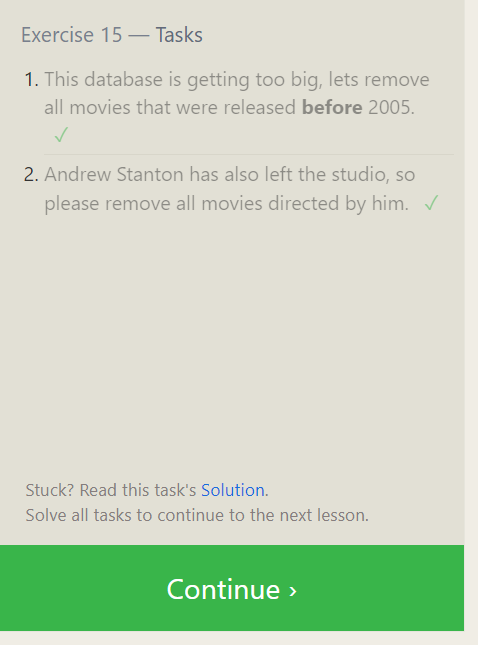 Exercise 15 — Tasks
1. This database is getting too big, lets remove
all movies that were released before 2005.
✓
2. Andrew Stanton has also left the studio, so
please remove all movies directed by him. ✓
Stuck? Read this task's Solution.
Solve all tasks to continue to the next lesson.
Continue ›